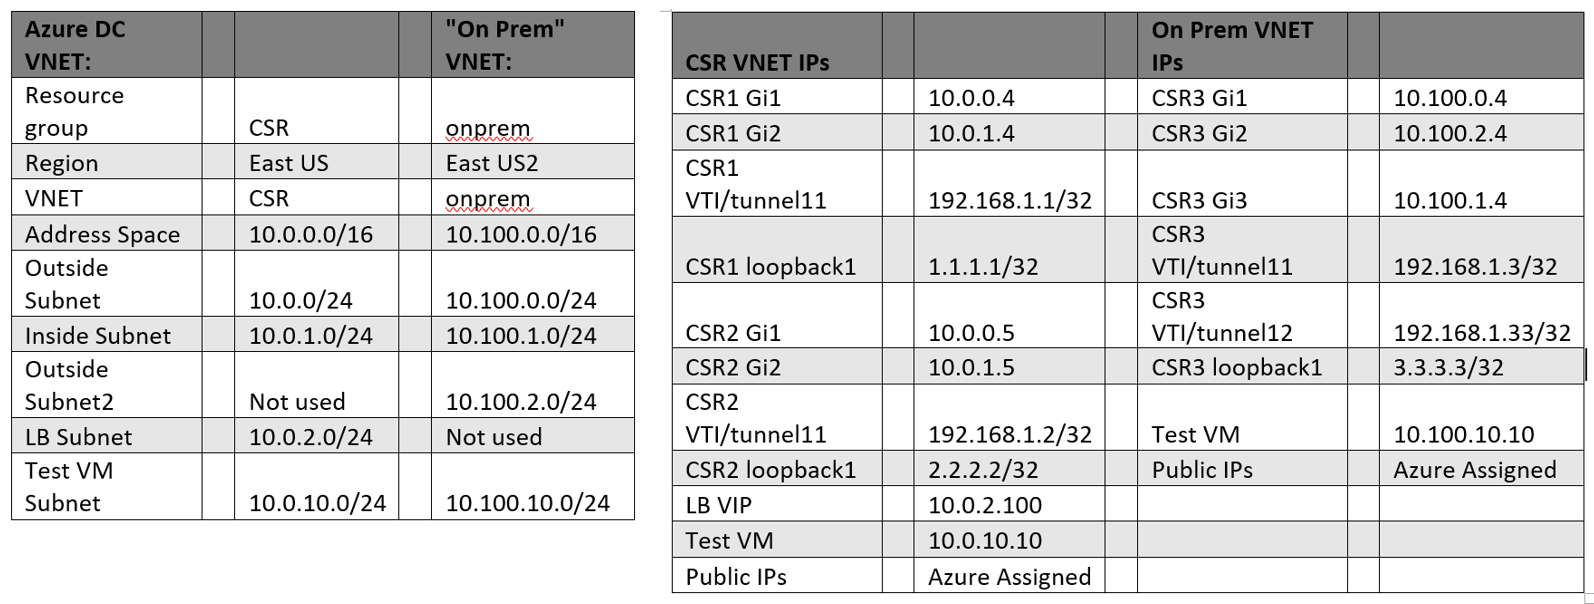 Azure DC VNET: "On Prem" VNET:
Resource group CSR onprem
Region East US East US2
VNET CSR onprem
Address Space 10.0.0.0/16 10.100.0.0/16
Outside Subnet 10.0.0/24 10.100.0.0/24
Inside Subnet 10.0.1.0/24 10.100.1.0/24
Outside Subnet2 Not used 10.100.2.0/24
LB Subnet 10.0.2.0/24 Not used
Test VM Subnet 10.0.10.0/24 10.100.10.0/24
CSR VNET IPs On Prem VNET IPs
CSR1 Gi1 10.0.0.4 CSR3 Gi1 10.100.0.4
CSR1 Gi2 10.0.1.4 CSR3 Gi2 10.100.2.4
CSR1 VTI/tunnel11 192.168.1.1/32 CSR3 Gi3 10.100.1.4
CSR1 loopback1 1.1.1.1/32 CSR3 VTI/tunnel11 192.168.1.3/32
CSR2 Gi1 10.0.0.5 CSR3 VTI/tunnel12 192.168.1.33/32
CSR2 Gi2 10.0.1.5 CSR3 loopback1 3.3.3.3/32
CSR2 VTI/tunnel11 192.168.1.2/32 Test VM 10.100.10.10
CSR2 loopback1 2.2.2.2/32 Public IPs Azure Assigned
LB VIP 10.0.2.100
Test VM 10.0.10.10
Public IPs Azure Assigned